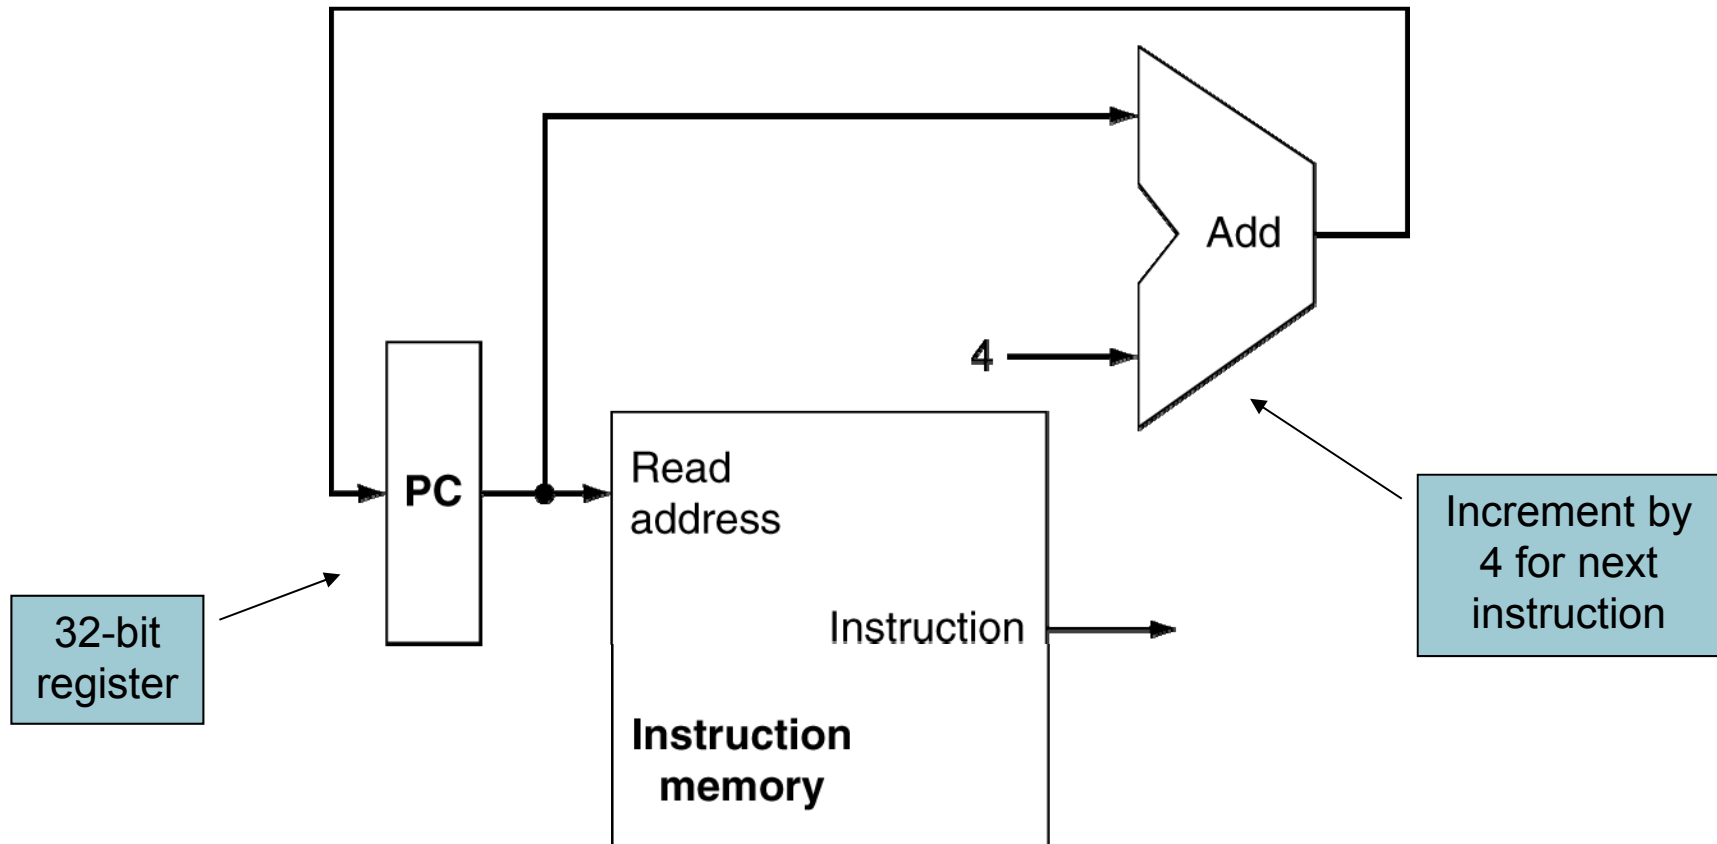 Add
4
PC
Read
address
Increment by
4 for next
instruction
32-bit
register
Instruction
Instruction
memory